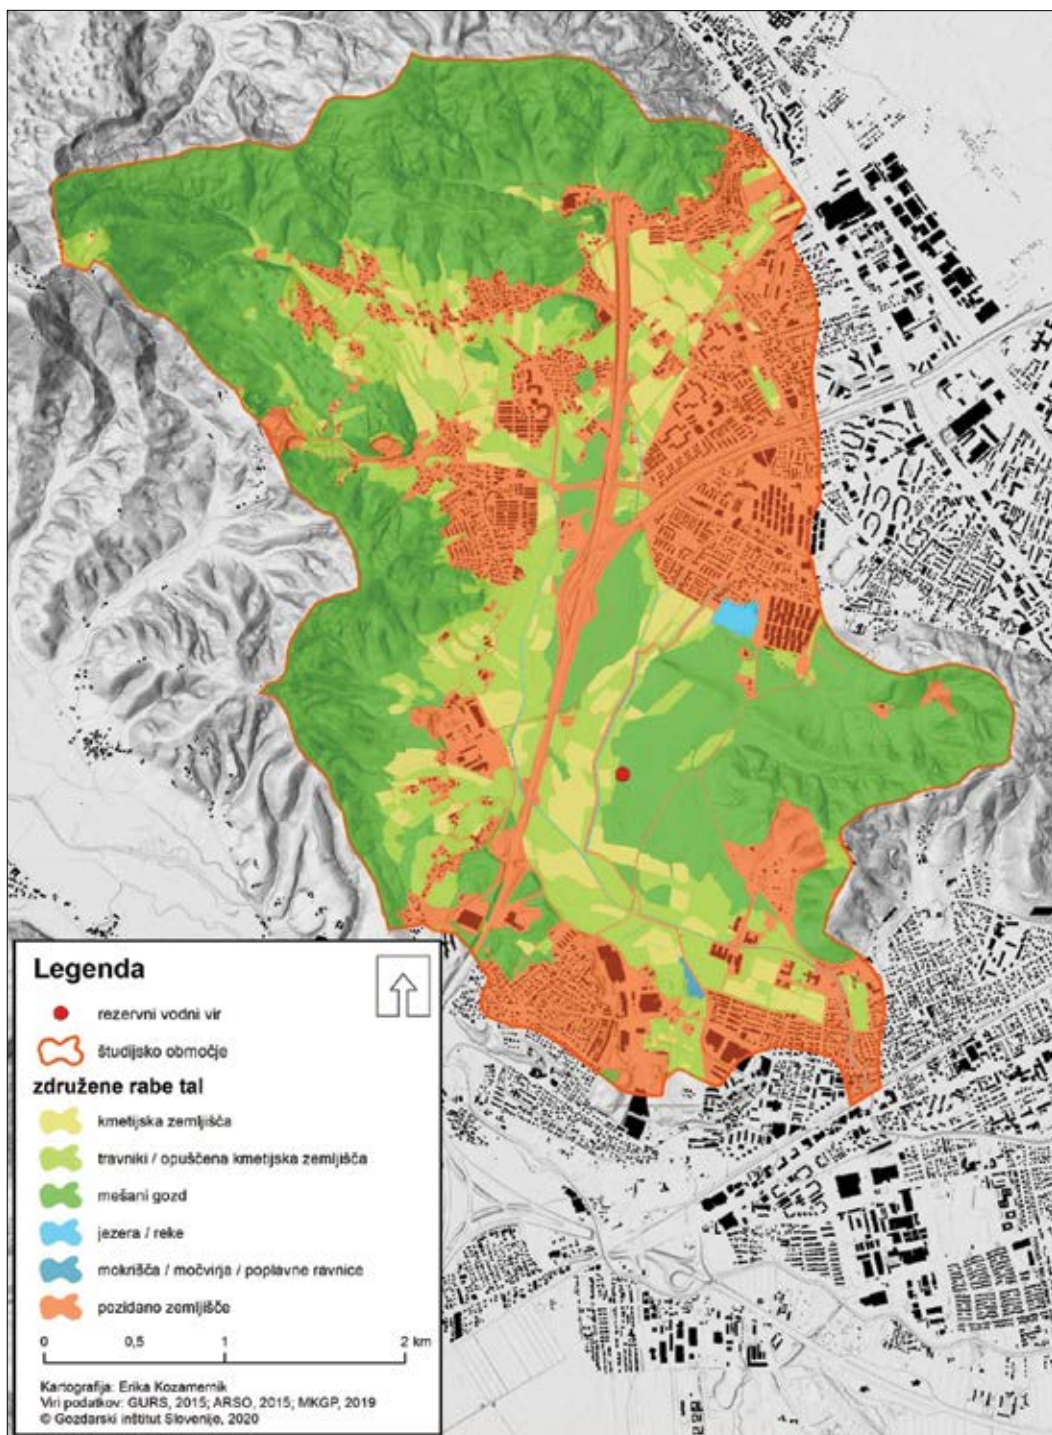 Legenda
rezervni vodni vir
študijsko območje
združene rabe tal
kmetijska zemljišča
travniki / opuščena kmetijska zemljišča
mešani gozd
jezera / reke
mokrišča / močvirja / poplavne ravnice
pozidano zemljišče
0 0,5 1 2 km
Kartografija: Erika Kozamernik
Viri podatkov: GURS, 2015; ARSO, 2015; MKGP, 2019
© Gozdarski inštitut Slovenije, 2020